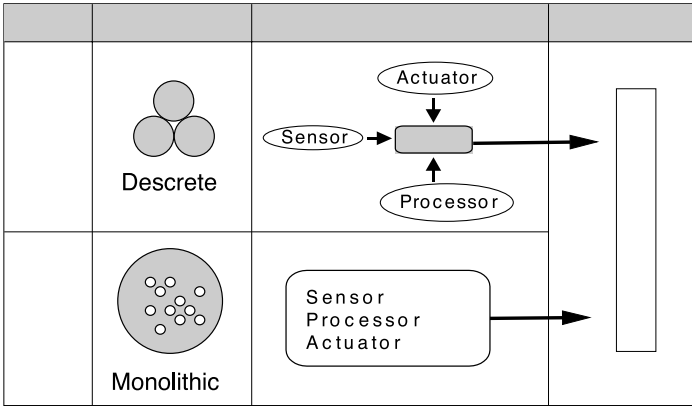 Actuator
Sensor
Processor
Descrete
Sensor
Processor
Actuator
Monolithic